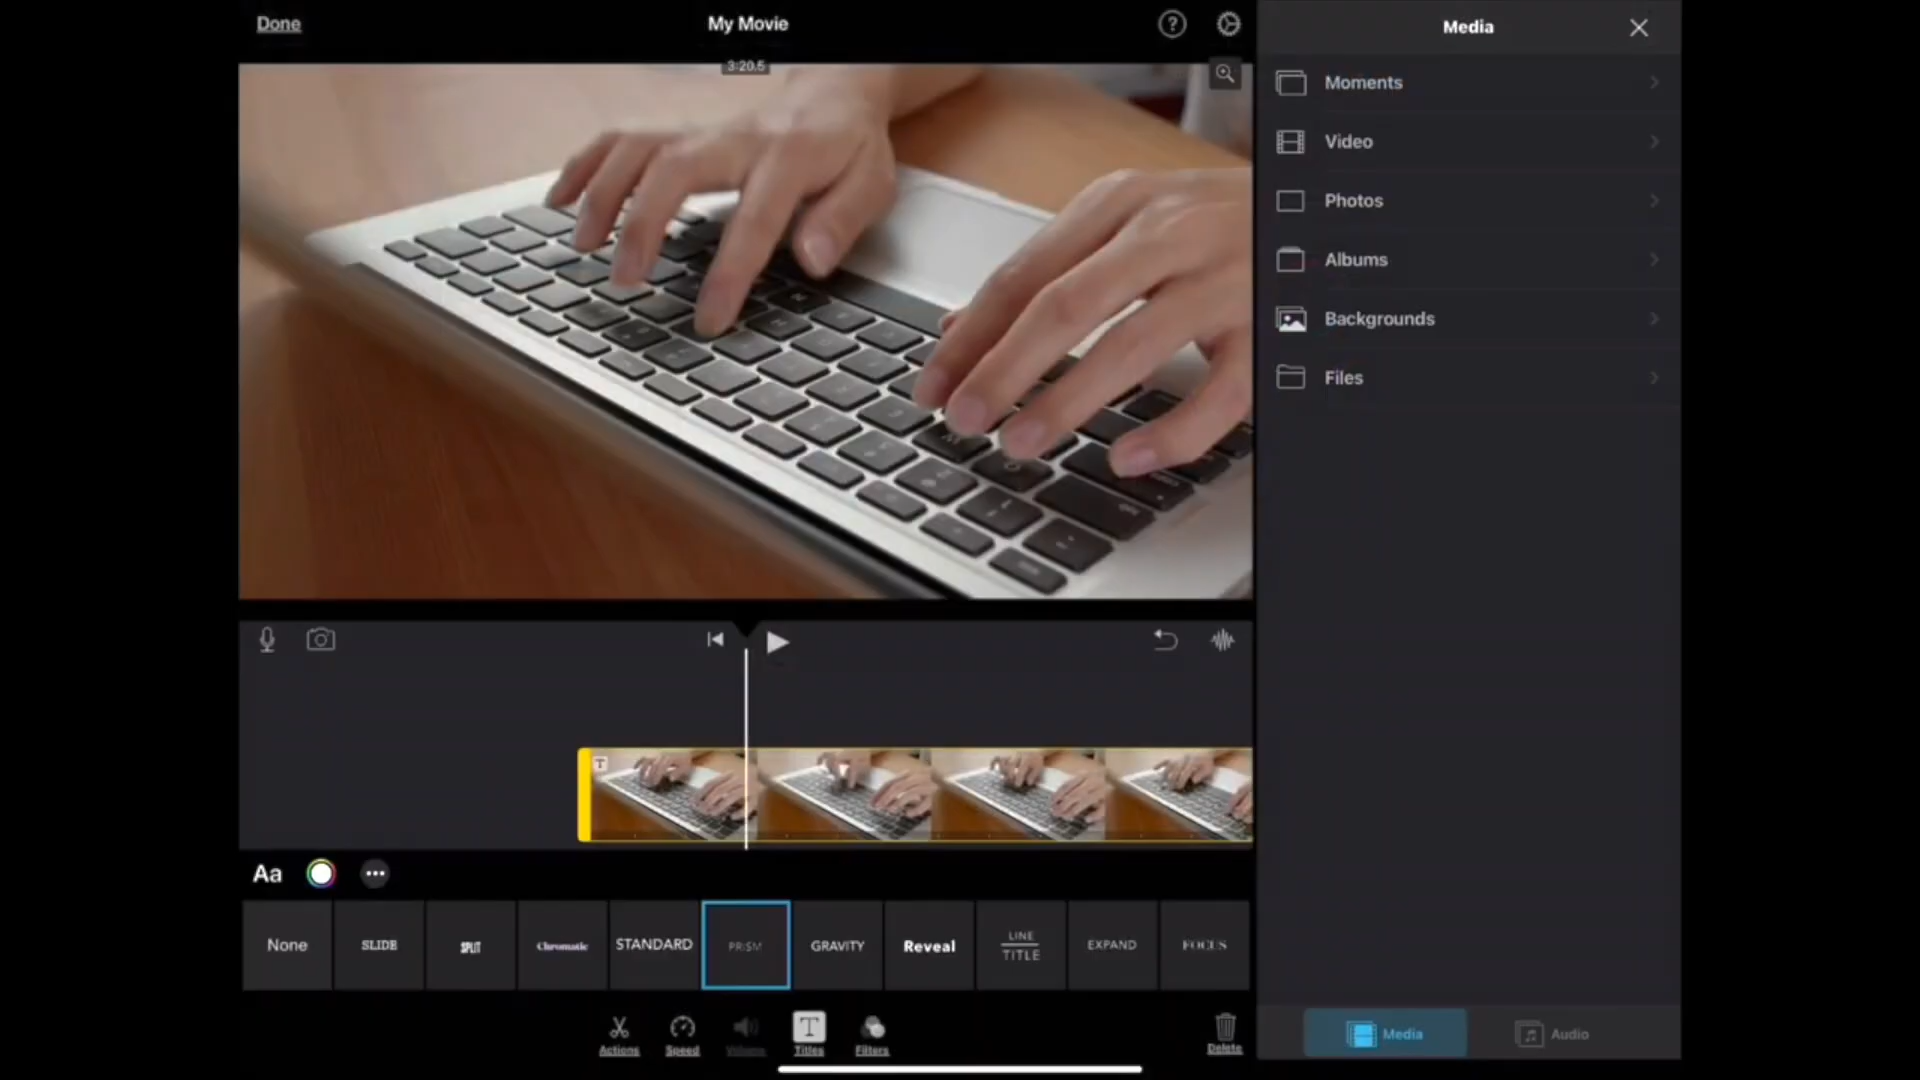 Done
My Movie
?
3:20.5
Media
Moments
Video
Photos
Albums
Backgrounds
Files
T
Aa
None
SLIDE
SPLIT
Chromatic
STANDARD
PRISM
GRAVITY
Reveal
LINE
TITLE
EXPAND
FOCUS
T
Actions
Speed
Volume
Titles
Filters
Delete
Media
Audio